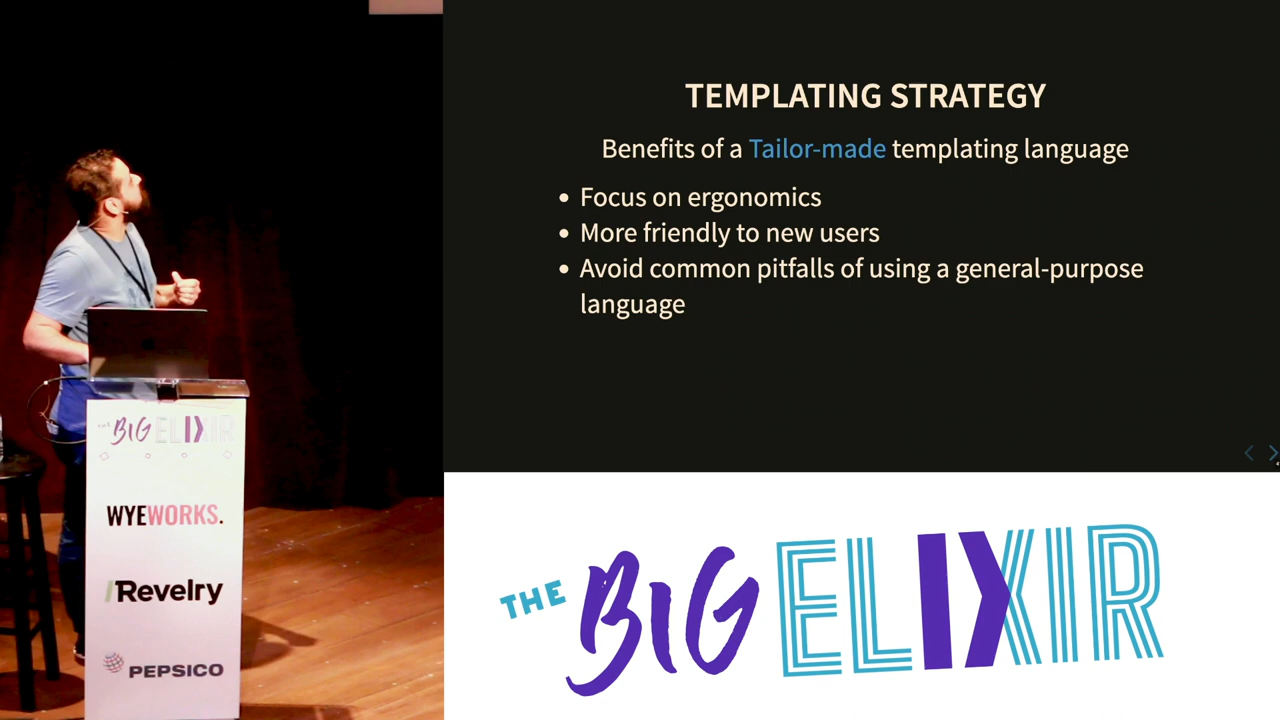 TEMPLATING STRATEGY
Benefits of a Tailor-made templating language
• Focus on ergonomics
• More friendly to new users
• Avoid common pitfalls of using a general-purpose
language
THE BIG ELIXIR
WYEWORKS.
Revelry
PEPSICO
THE BIG ELIXIR